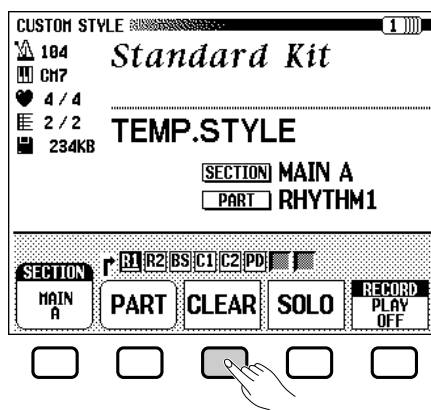 CUSTOM STYLE
1
104
CM7
4 / 4
2 / 2
234KB
Standard Kit
TEMP.STYLE
SECTION MAIN A
PART RHYTHM1
R1 R2 BS C1 C2 PD
SECTION
MAIN
A
PART
CLEAR
SOLO
RECORD
PLAY
OFF